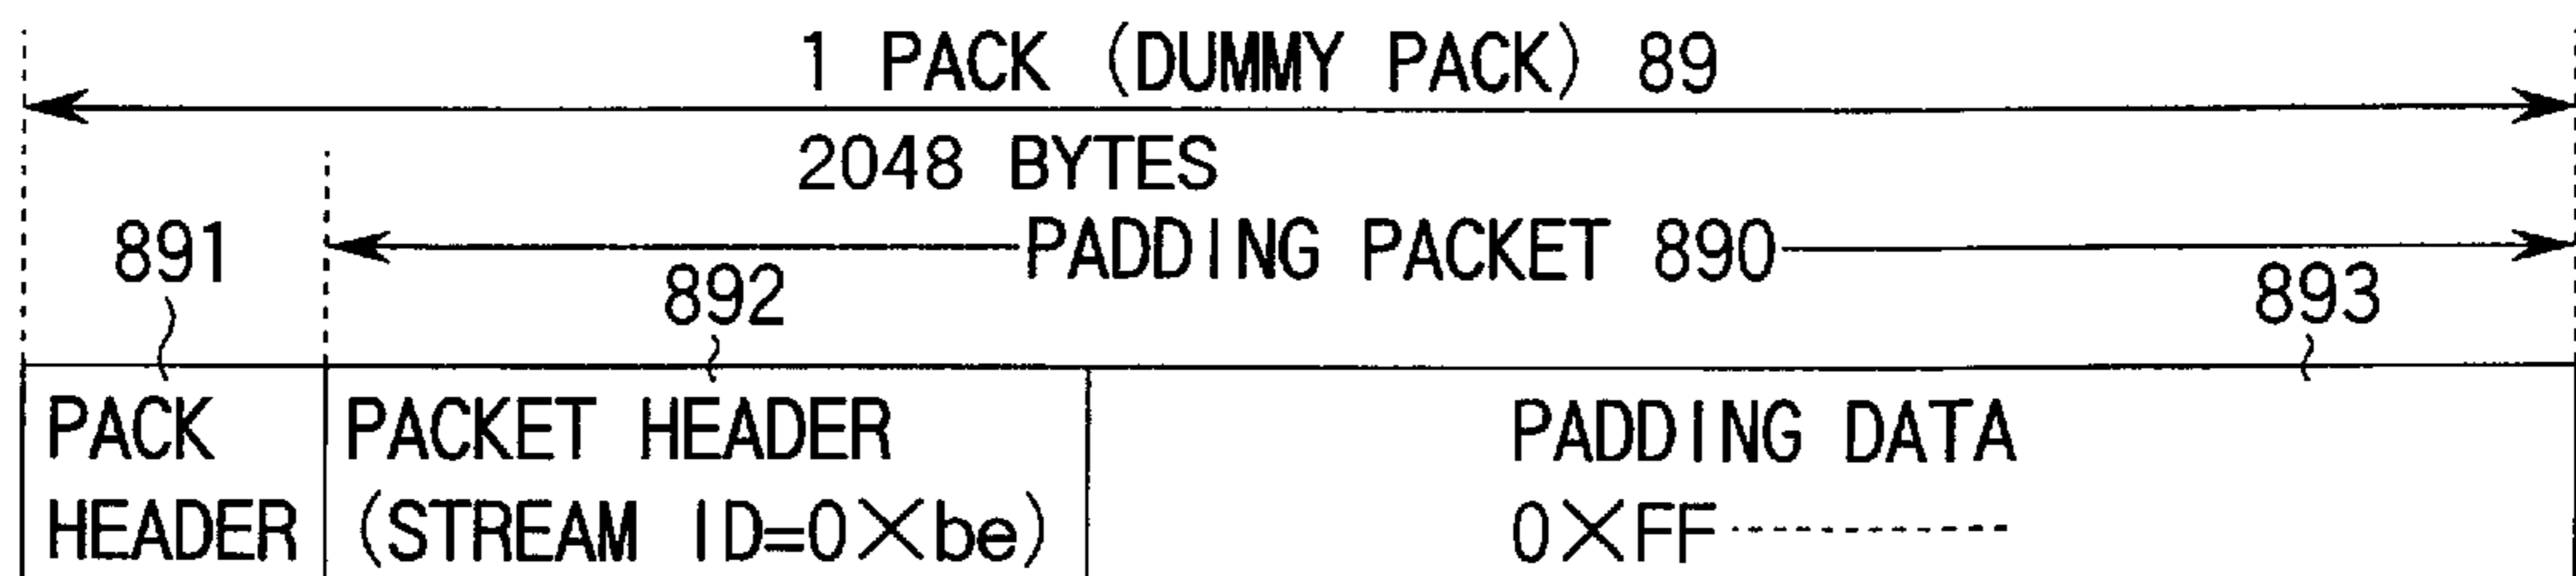 1 PACK (DUMMY PACK) 89
2048 BYTES
891
PADDING PACKET 890
892
893
PACK HEADER
PACKET HEADER
(STREAM ID=0×be)
PADDING DATA
0×FF---------